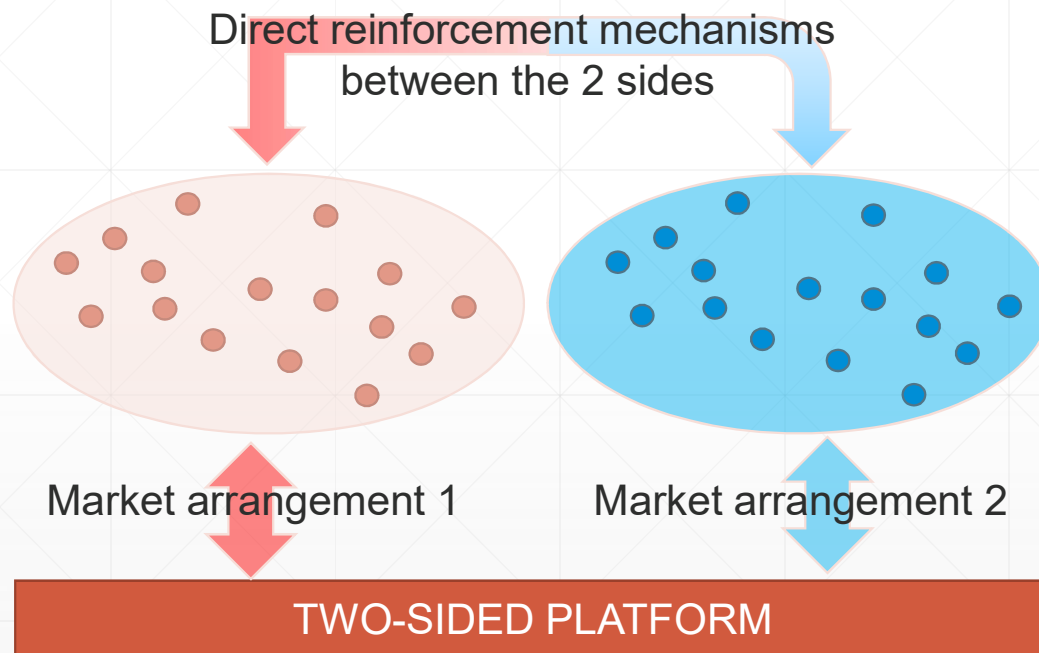 Direct reinforcement mechanisms
between the 2 sides
Market arrangement 1
Market arrangement 2
TWO-SIDED PLATFORM